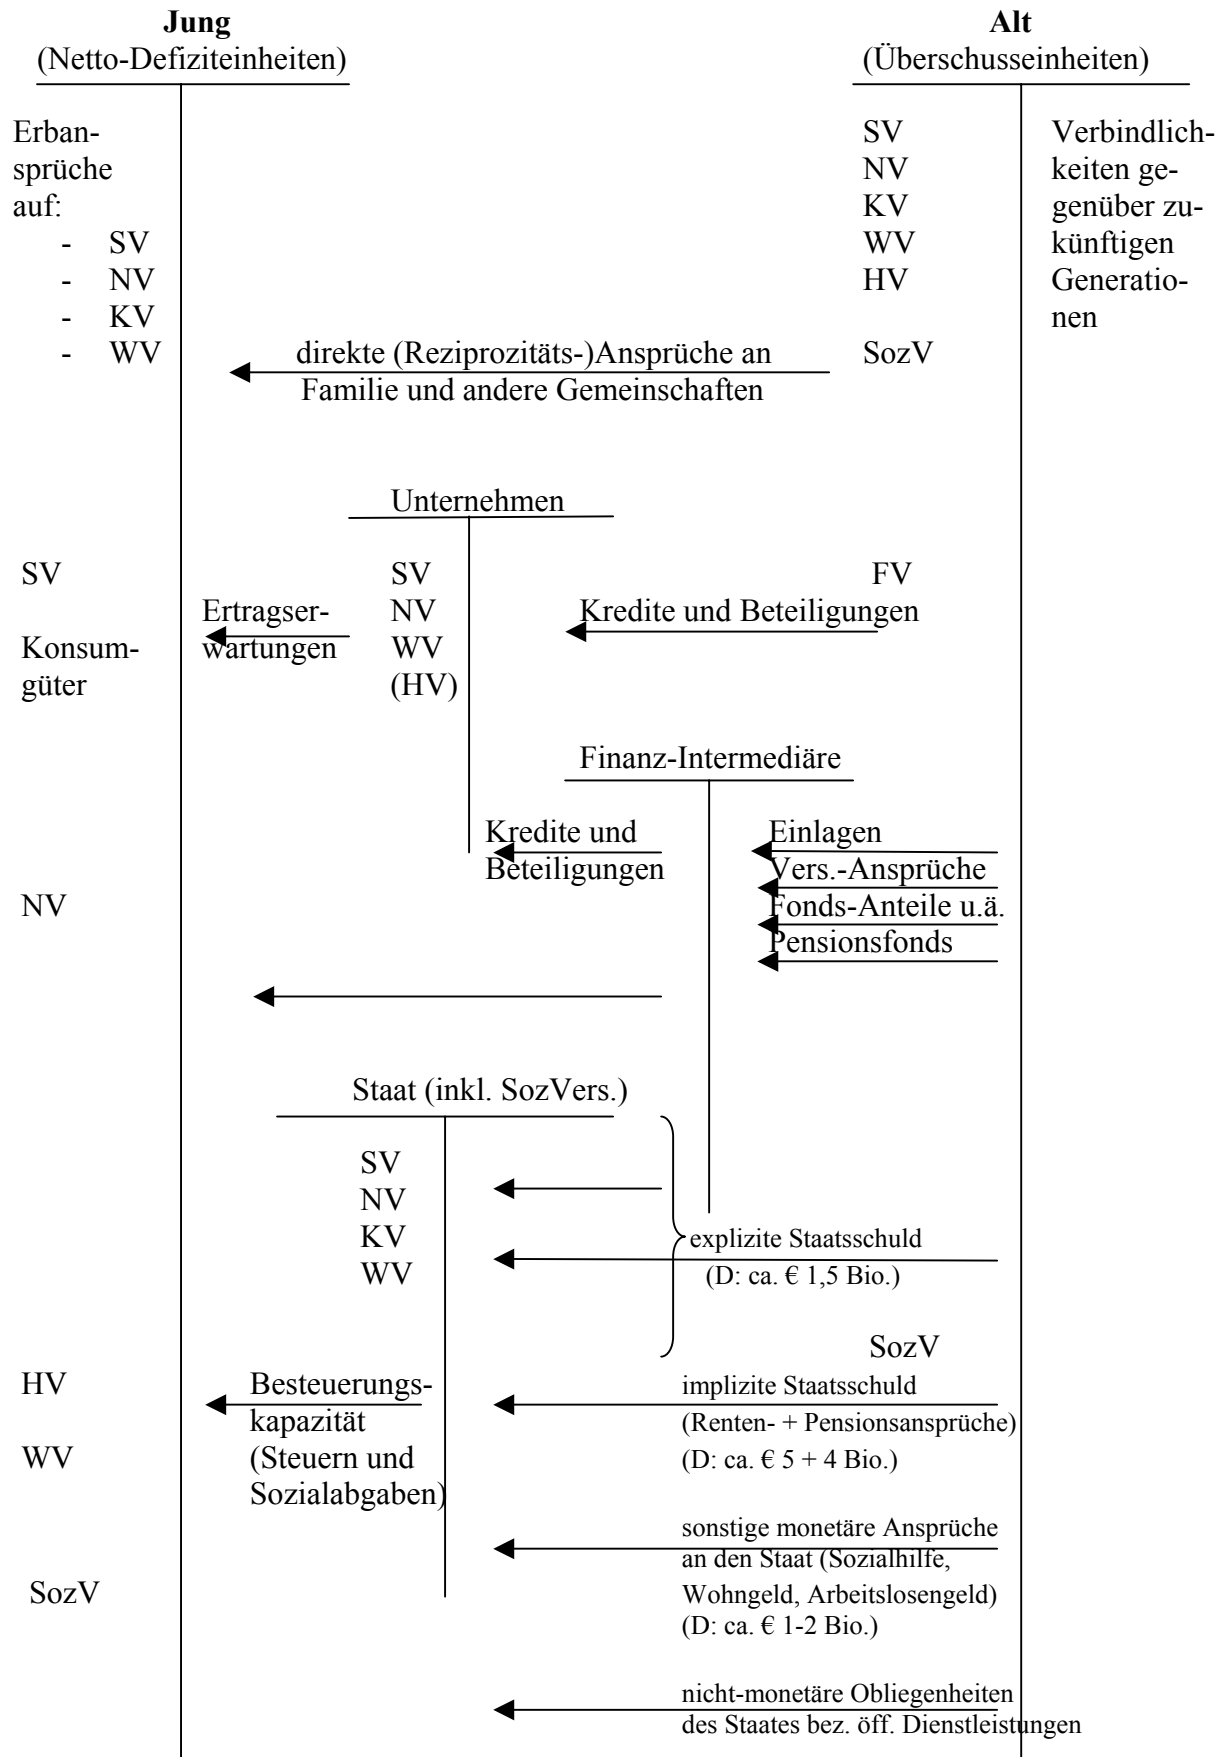 Jung
(Netto-Defiziteinheiten)
Alt
(Überschusseinheiten)
Erban-
sprüche
auf:
- SV
- NV
- KV
- WV
SV
NV
KV
WV
HV
SozV
Verbindlich-
keiten ge-
genüber zu-
künftigen
Generatio-
nen
direkte (Reziprozitäts-)Ansprüche an
Familie und andere Gemeinschaften
Unternehmen
SV
Konsum-
güter
Ertragser-
wartungen
SV
NV
WV
(HV)
FV
Kredite und Beteiligungen
Finanz-Intermediäre
Kredite und
Beteiligungen
Einlagen
Vers.-Ansprüche
Fonds-Anteile u.ä.
Pensionsfonds
NV
Staat (inkl. SozVers.)
SV
NV
KV
WV
explizite Staatsschuld
(D: ca. € 1,5 Bio.)
SozV
HV
WV
Besteuerungs-
kapazität
(Steuern und
Sozialabgaben)
implizite Staatsschuld
(Renten- + Pensionsansprüche)
(D: ca. € 5 + 4 Bio.)
SozV
sonstige monetäre Ansprüche
an den Staat (Sozialhilfe,
Wohngeld, Arbeitslosengeld)
(D: ca. € 1-2 Bio.)
nicht-monetäre Obliegenheiten
des Staates bez. öff. Dienstleistungen